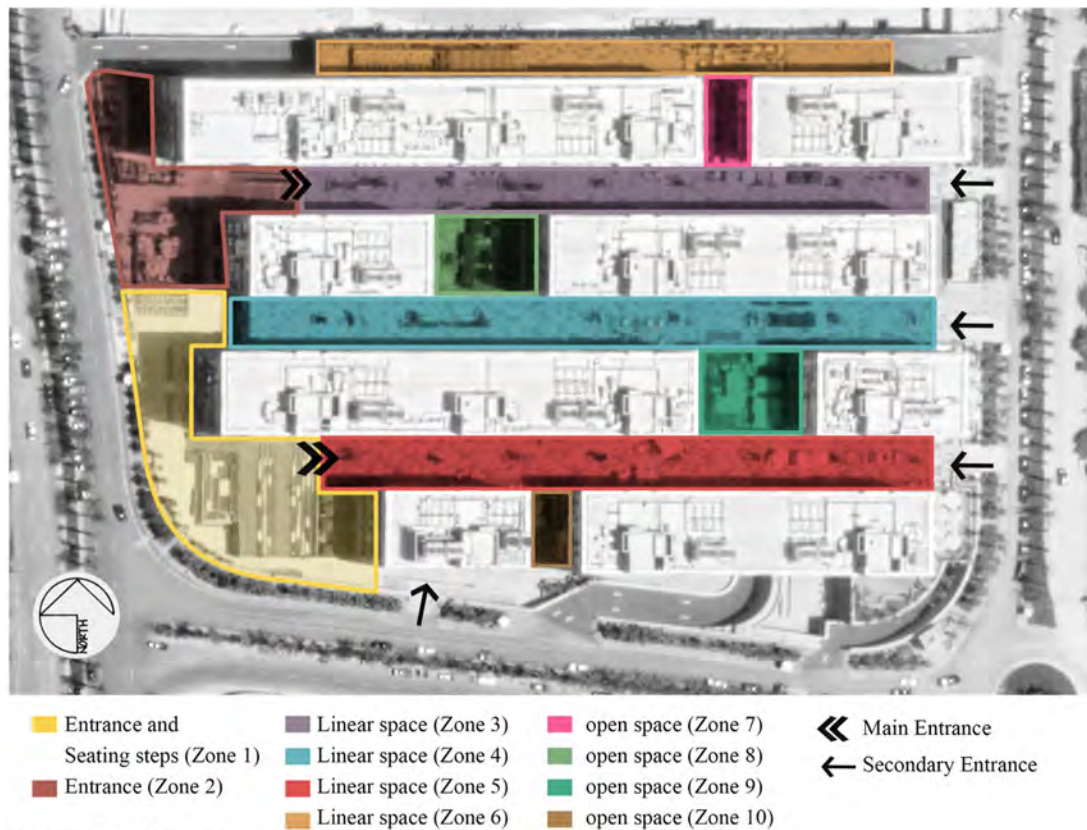 NORTH
Entrance and
Seating steps (Zone 1)
Entrance (Zone 2)
Linear space (Zone 3)
Linear space (Zone 4)
Linear space (Zone 5)
Linear space (Zone 6)
open space (Zone 7)
open space (Zone 8)
open space (Zone 9)
open space (Zone 10)
Main Entrance
Secondary Entrance